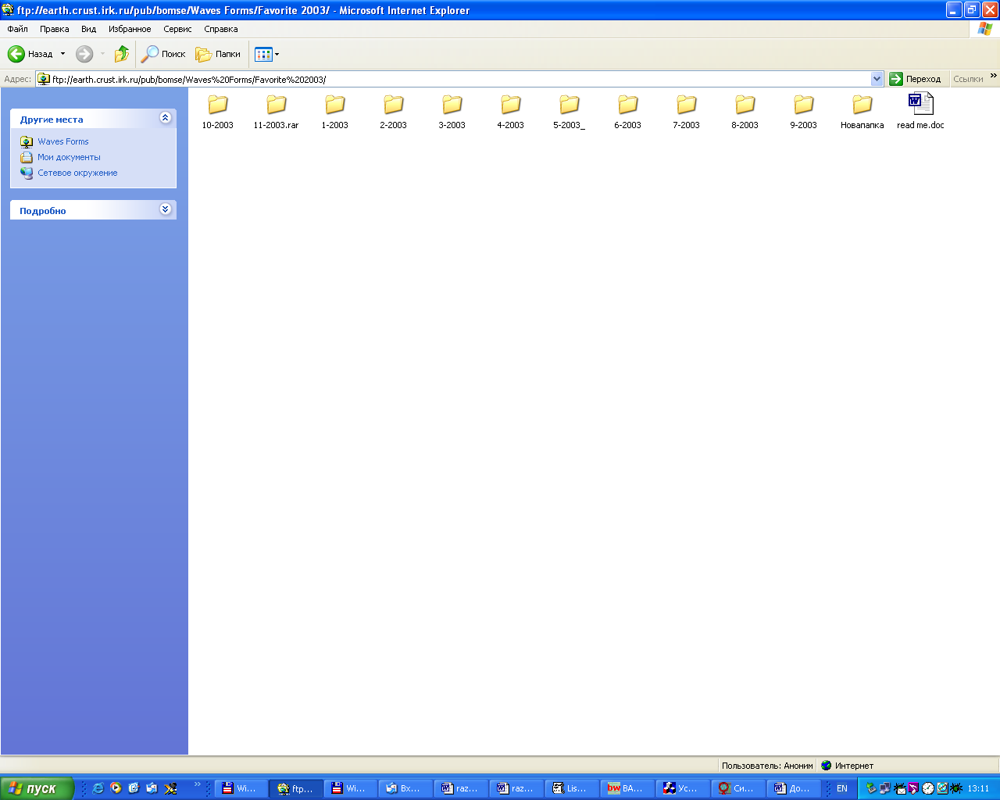 ftp://earth.crust.irk.ru/pub/bomse/Waves Forms/Favorite 2003/ - Microsoft Internet Explorer
Файл Правка Вид Избранное Сервис Справка
Назад Поиск Папки
Адрес: ftp://earth.crust.irk.ru/pub/bomse/Waves%20Forms/Favorite%202003/ Переход Ссылки »
Другие места
Waves Forms
Мои документы
Сетевое окружение
Подробно
10-2003 11-2003.rar 1-2003 2-2003 3-2003 4-2003 5-2003_ 6-2003 7-2003 8-2003 9-2003 Новапапка read me.doc
Пользователь: Аноним Интернет
пуск » Wi... ftp... Wi... Вх... raz... raz... Lis... bw BA... Ус... Си... До... EN 13:11